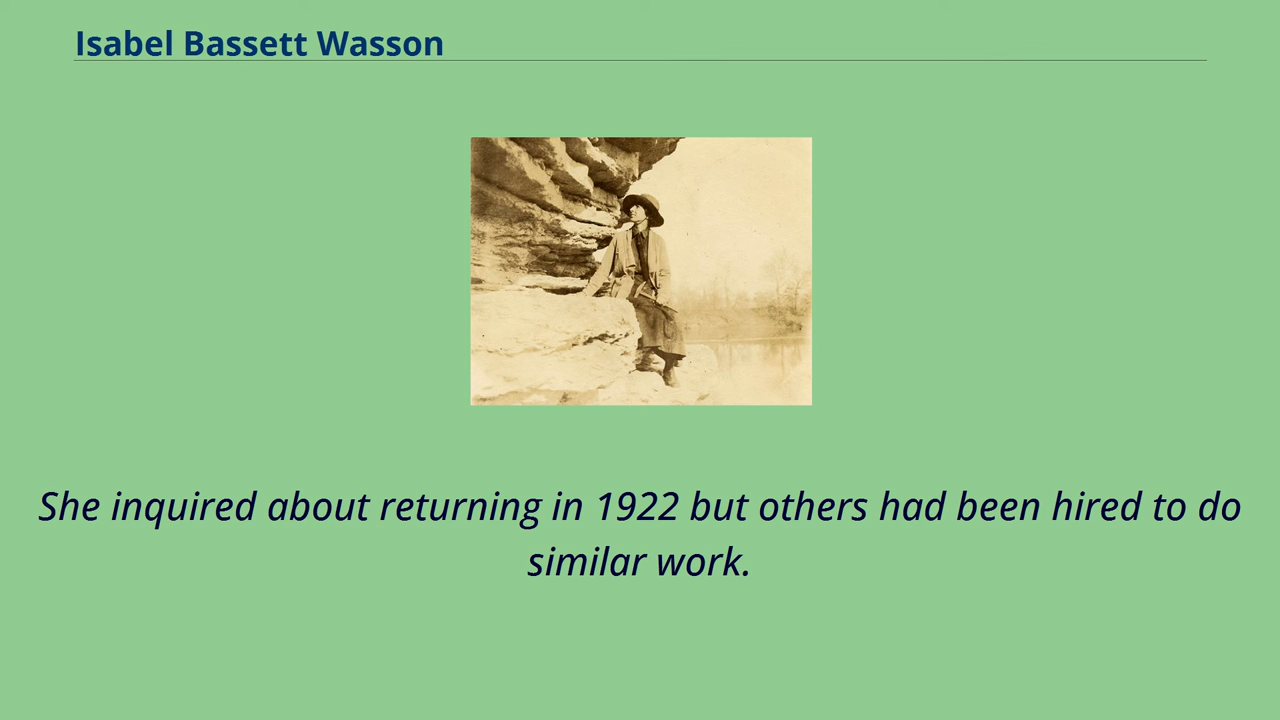 Isabel Bassett Wasson
She inquired about returning in 1922 but others had been hired to do
similar work.